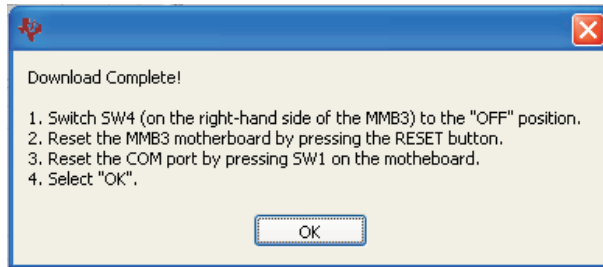 Download Complete!
1. Switch SW4 (on the right-hand side of the MMB3) to the "OFF" position.
2. Reset the MMB3 motherboard by pressing the RESET button.
3. Reset the COM port by pressing SW1 on the motheboard.
4. Select "OK".
OK